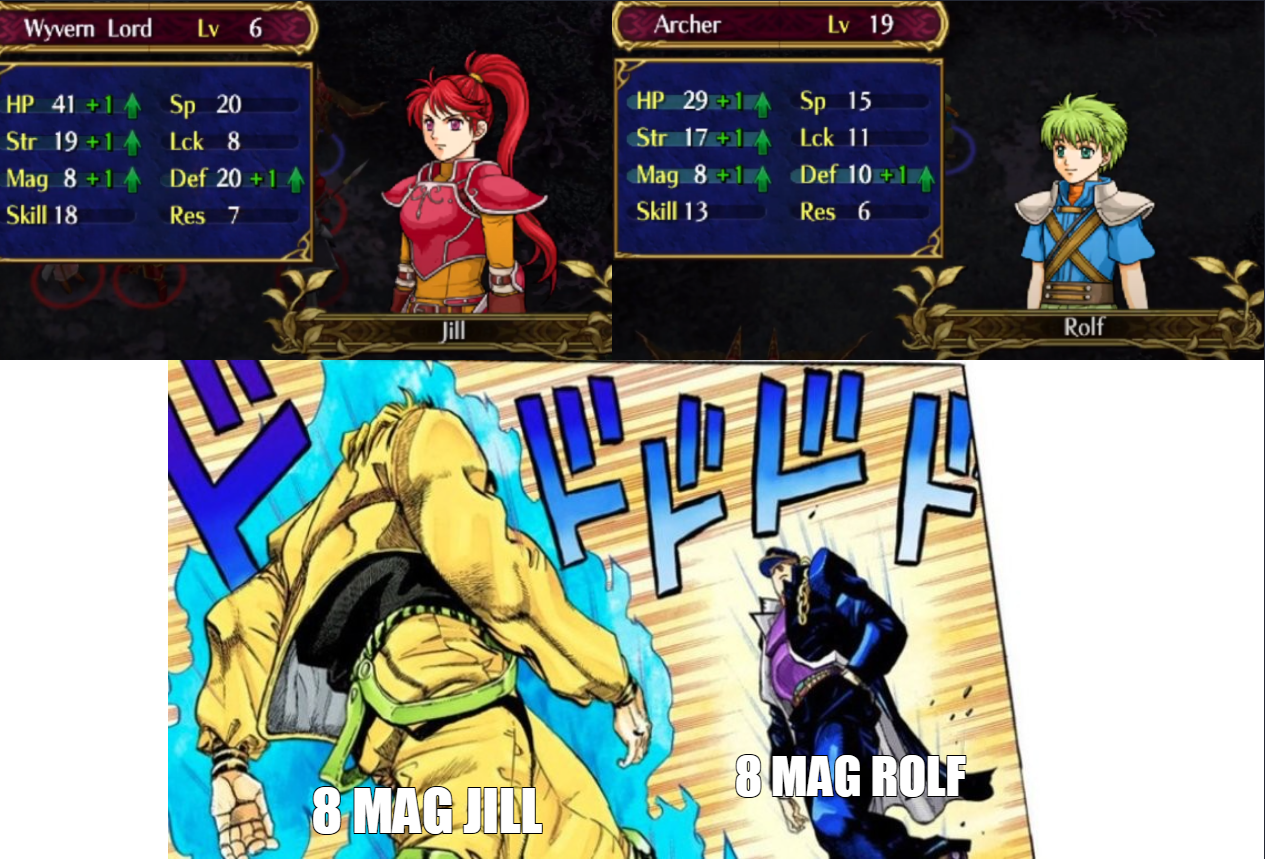 Wyvern Lord Lv 6
HP 41 +1 Sp 20
Str 19 +1 Lck 8
Mag 8 +1 Def 20 +1
Skill 18 Res 7
Jill
Archer Lv 19
HP 29 +1 Sp 15
Str 17 +1 Lck 11
Mag 8 +1 Def 10 +1
Skill 13 Res 6
Rolf
ド ド ド ド ド
8 MAG JILL
8 MAG ROLF